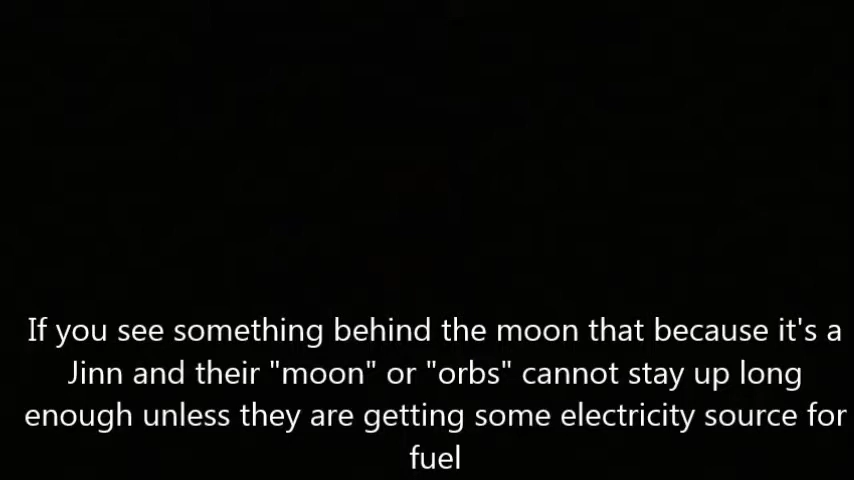 If you see something behind the moon that because it's a
Jinn and their "moon" or "orbs" cannot stay up long
enough unless they are getting some electricity source for
fuel